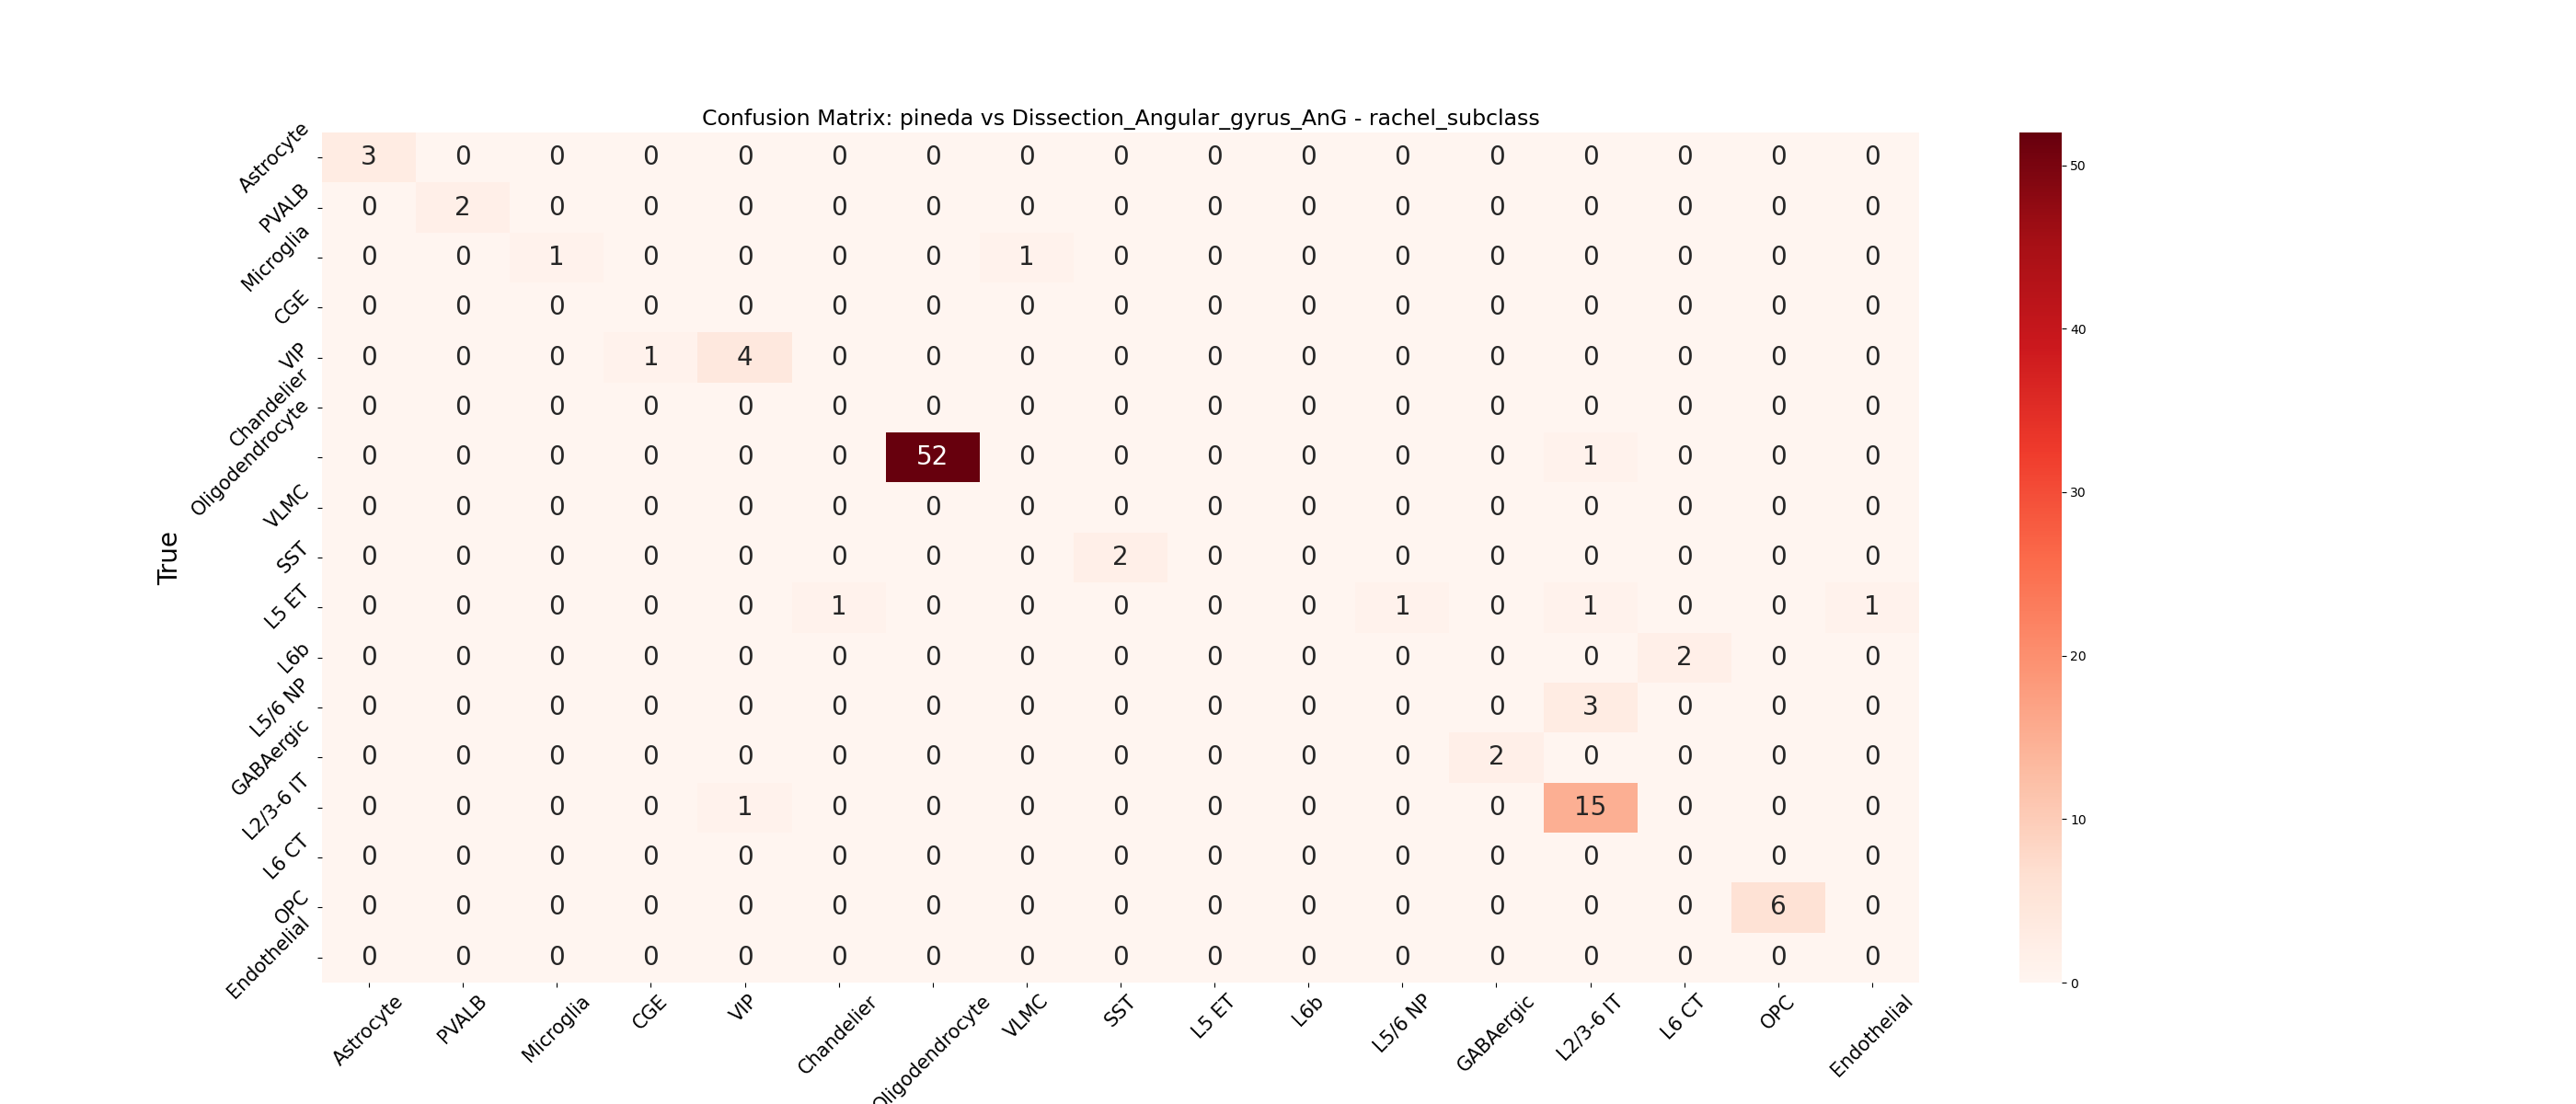 Confusion Matrix: pineda vs Dissection_Angular_gyrus_AnG - rachel_subclass
True
Astrocyte 3 0 0 0 0 0 0 0 0 0 0 0 0 0 0 0 0
PVALB 0 2 0 0 0 0 0 0 0 0 0 0 0 0 0 0 0
Microglia 0 0 1 0 0 0 0 1 0 0 0 0 0 0 0 0 0
CGE 0 0 0 0 0 0 0 0 0 0 0 0 0 0 0 0 0
VIP 0 0 0 1 4 0 0 0 0 0 0 0 0 0 0 0 0
Chandelier 0 0 0 0 0 0 0 0 0 0 0 0 0 0 0 0 0
Oligodendrocyte 0 0 0 0 0 0 52 0 0 0 0 0 0 1 0 0 0
VLMC 0 0 0 0 0 0 0 0 0 0 0 0 0 0 0 0 0
SST 0 0 0 0 0 0 0 0 2 0 0 0 0 0 0 0 0
L5 ET 0 0 0 0 0 1 0 0 0 0 0 1 0 1 0 0 1
L6b 0 0 0 0 0 0 0 0 0 0 0 0 0 0 2 0 0
L5/6 NP 0 0 0 0 0 0 0 0 0 0 0 0 0 3 0 0 0
GABAergic 0 0 0 0 0 0 0 0 0 0 0 0 2 0 0 0 0
L2/3-6 IT 0 0 0 0 1 0 0 0 0 0 0 0 0 15 0 0 0
L6 CT 0 0 0 0 0 0 0 0 0 0 0 0 0 0 0 0 0
OPC 0 0 0 0 0 0 0 0 0 0 0 0 0 0 0 6 0
Endothelial 0 0 0 0 0 0 0 0 0 0 0 0 0 0 0 0 0
Astrocyte PVALB Microglia CGE VIP Chandelier Oligodendrocyte VLMC SST L5 ET L6b L5/6 NP GABAergic L2/3-6 IT L6 CT OPC Endothelial
50
40
30
20
10
0